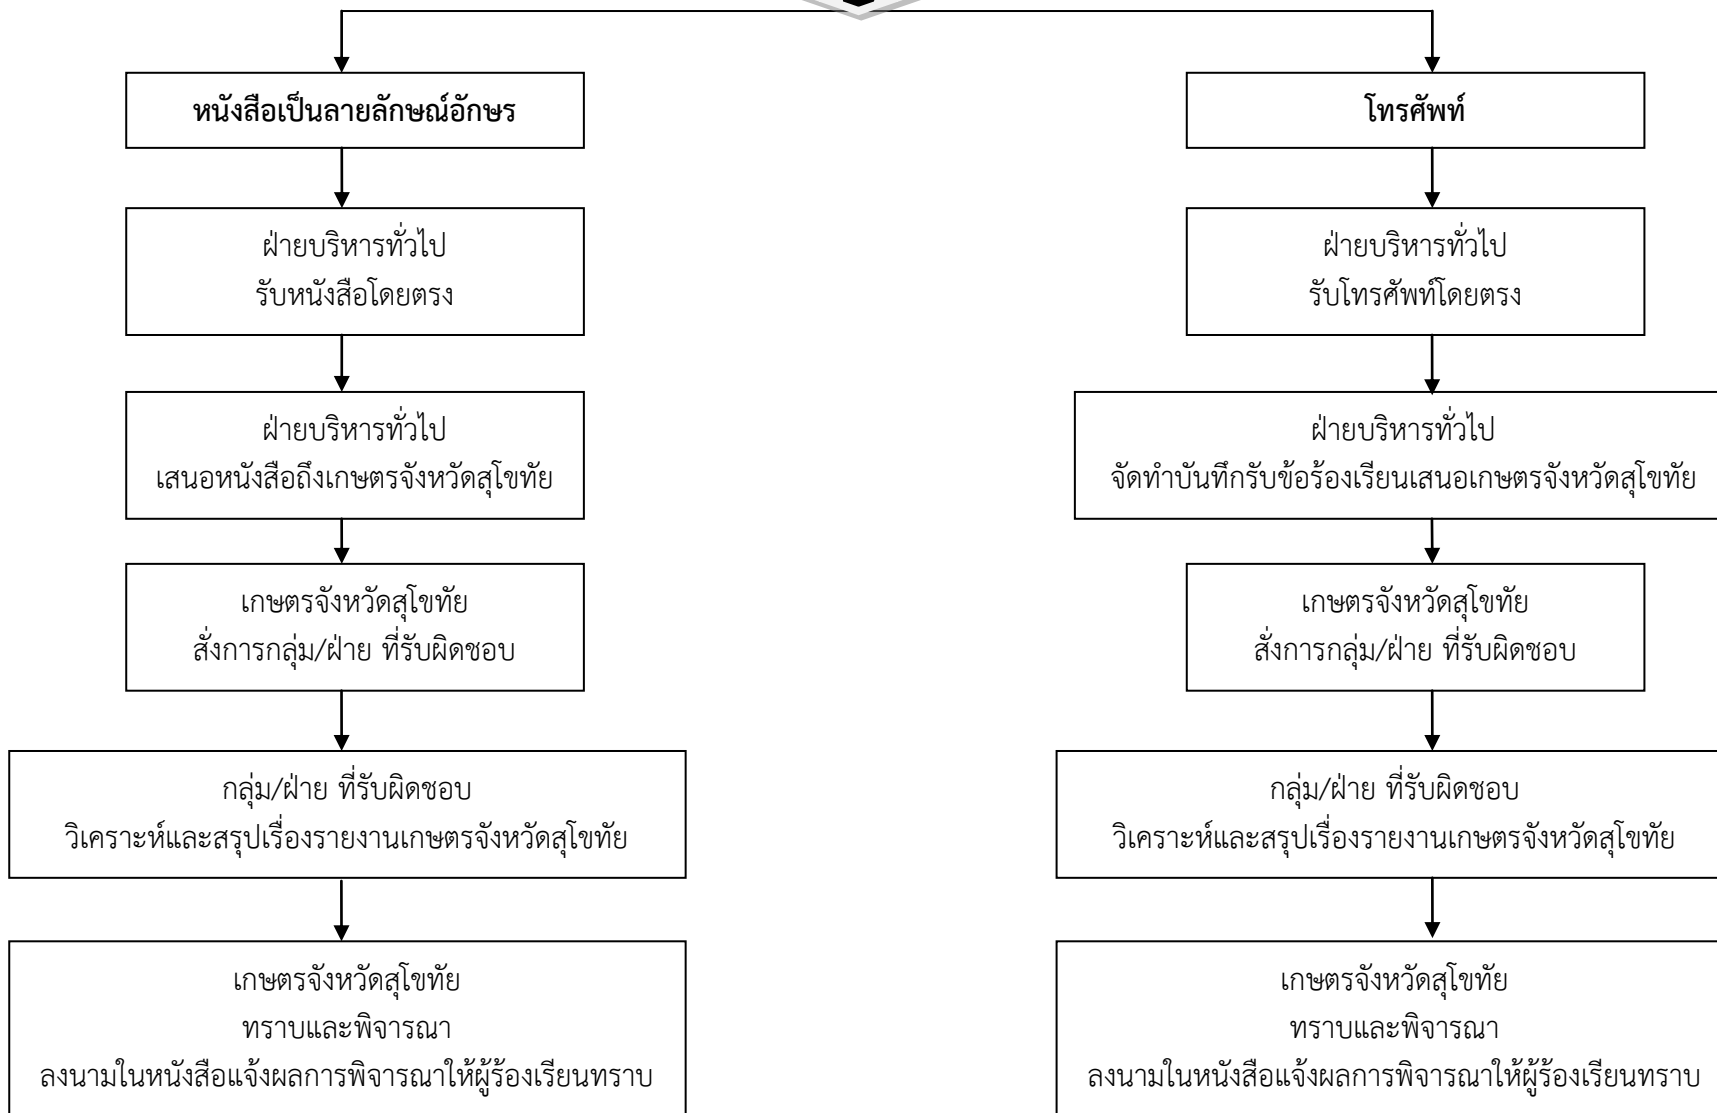 หนังสือเป็นลายลักษณ์อักษร
ฝ่ายบริหารทั่วไป
รับหนังสือโดยตรง
ฝ่ายบริหารทั่วไป
เสนอหนังสือถึงเกษตรจังหวัดสุโขทัย
เกษตรจังหวัดสุโขทัย
สั่งการกลุ่ม/ฝ่าย ที่รับผิดชอบ
กลุ่ม/ฝ่าย ที่รับผิดชอบ
วิเคราะห์และสรุปเรื่องรายงานเกษตรจังหวัดสุโขทัย
เกษตรจังหวัดสุโขทัย
ทราบและพิจารณา
ลงนามในหนังสือแจ้งผลการพิจารณาให้ผู้ร้องเรียนทราบ
โทรศัพท์
ฝ่ายบริหารทั่วไป
รับโทรศัพท์โดยตรง
ฝ่ายบริหารทั่วไป
จัดทำบันทึกรับข้อร้องเรียนเสนอเกษตรจังหวัดสุโขทัย
เกษตรจังหวัดสุโขทัย
สั่งการกลุ่ม/ฝ่าย ที่รับผิดชอบ
กลุ่ม/ฝ่าย ที่รับผิดชอบ
วิเคราะห์และสรุปเรื่องรายงานเกษตรจังหวัดสุโขทัย
เกษตรจังหวัดสุโขทัย
ทราบและพิจารณา
ลงนามในหนังสือแจ้งผลการพิจารณาให้ผู้ร้องเรียนทราบ